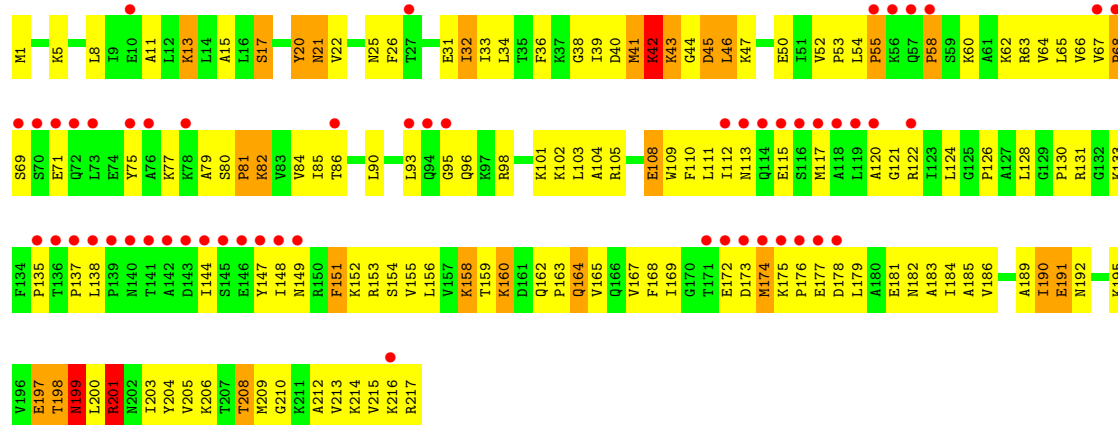 M1 K5 L8 I9 E10 A11 L12 K13 L14 A15 L16 S17 Y20 N21 V22 N25 F26 T27 E31 I32 I33 L34 T35 F36 K37 G38 I39 D40 M41 K42 K43 G44 D45 L46 K47 E50 I51 V52 P53 L54 P55 K56 Q57 P58 S59 K60 A61 K62 R63 V64 L65 V66 V67
S69 S70 E71 Q72 L73 E74 Y75 A76 K77 K78 A79 S80 P81 K82 V83 V84 I85 T86 L90 L93 Q94 G95 Q96 K97 R98 K101 K102 L103 A104 R105 E108 W109 F110 L111 I112 N113 Q114 E115 S116 M117 A118 L119 A120 G121 R122 I123 L124 G125 P126 A127 L128 G129 P130 R131 G132 K133
F134 P135 T136 P137 L138 P139 N140 T141 A142 D143 I144 S145 E146 Y147 I148 N149 R150 F151 K152 R153 S154 V155 L156 V157 K158 T159 K160 D161 Q162 P163 Q164 V165 Q166 V167 F168 I169 G170 T171 E172 D173 M174 K175 P176 E177 D178 L179 A180 E181 N182 A183 I184 A185 V186 A189 I190 E191 N192 K195
V196 E197 T198 N199 L200 R201 N202 I203 Y204 V205 K206 T207 T208 M209 G210 K211 A212 V213 K214 V215 K216 R217